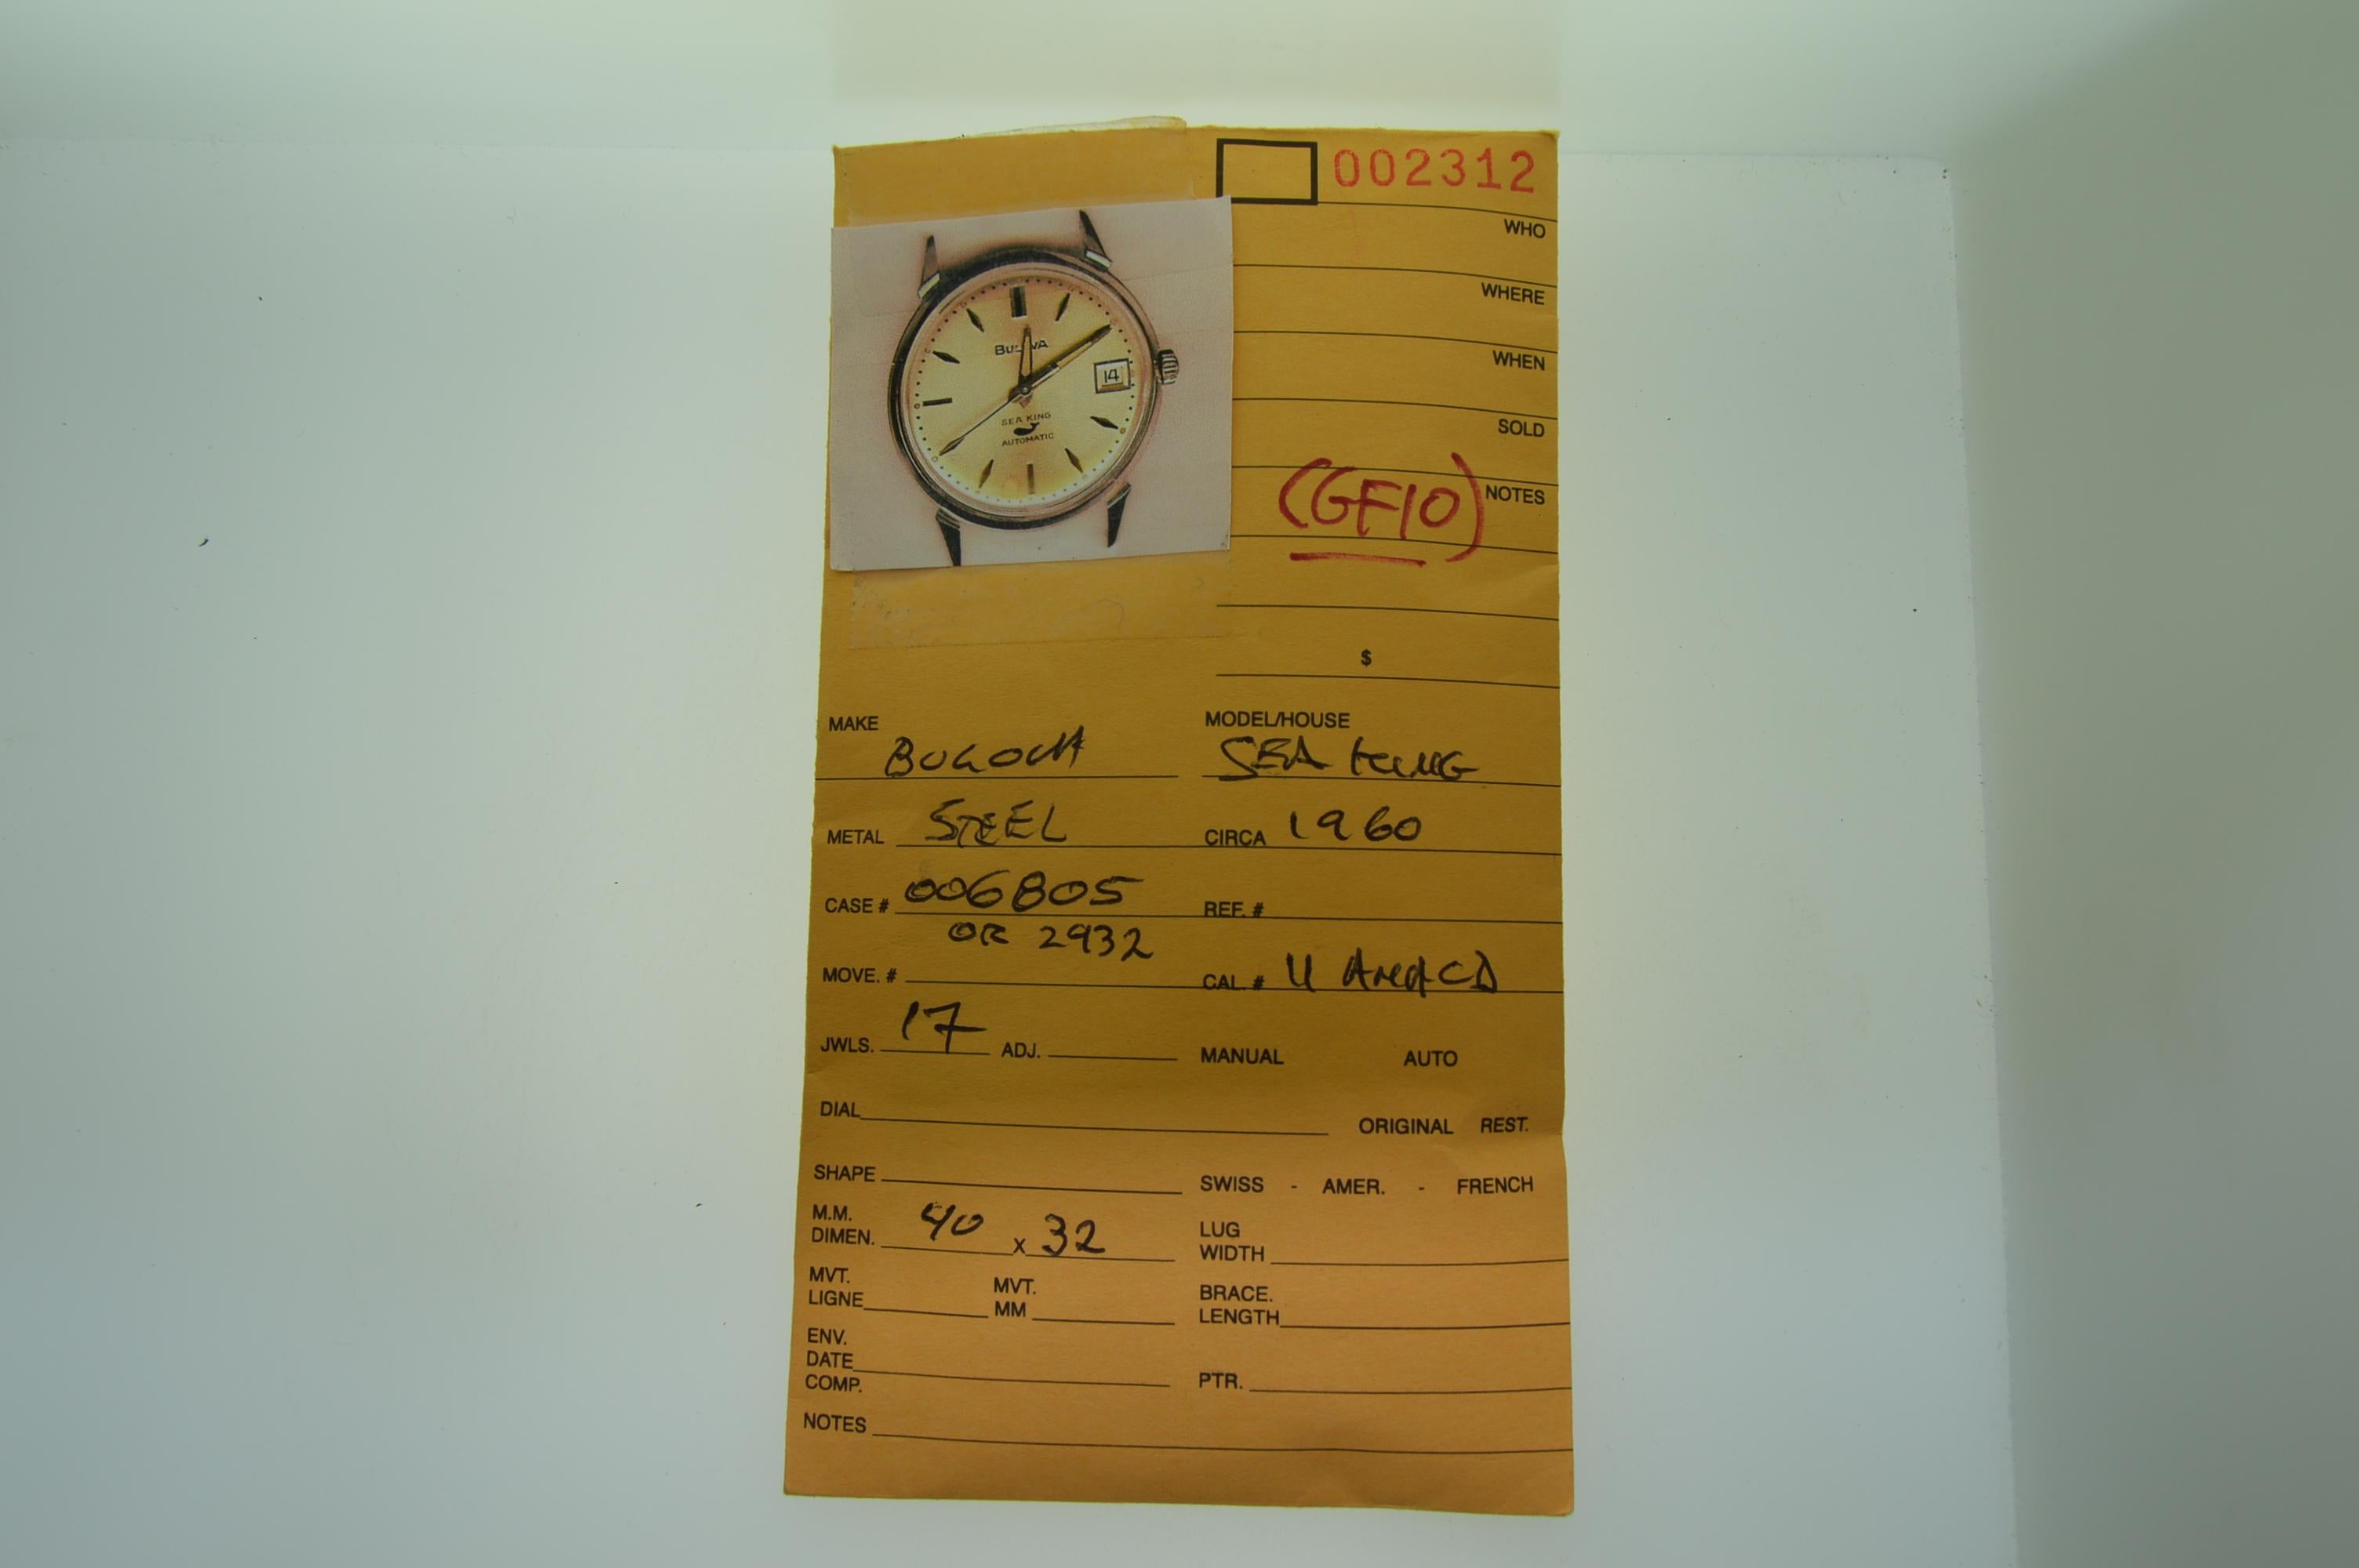 002312
WHO
WHERE
WHEN
SOLD
(GF10) NOTES
$
BULOVA
14
SEA KING
AUTOMATIC
MAKE BULOVA MODEL/HOUSE SEA KING
METAL STEEL CIRCA 1960
CASE # 006805 REF. #
OR 2932
MOVE. # CAL. # 11
JWLS. 17 ADJ. MANUAL AUTO
DIAL ORIGINAL REST.
SHAPE SWISS - AMER. - FRENCH
M.M. DIMEN. 40 x 32 LUG WIDTH
MVT. LIGNE MVT. MM BRACE. LENGTH
ENV. DATE COMP. PTR.
NOTES